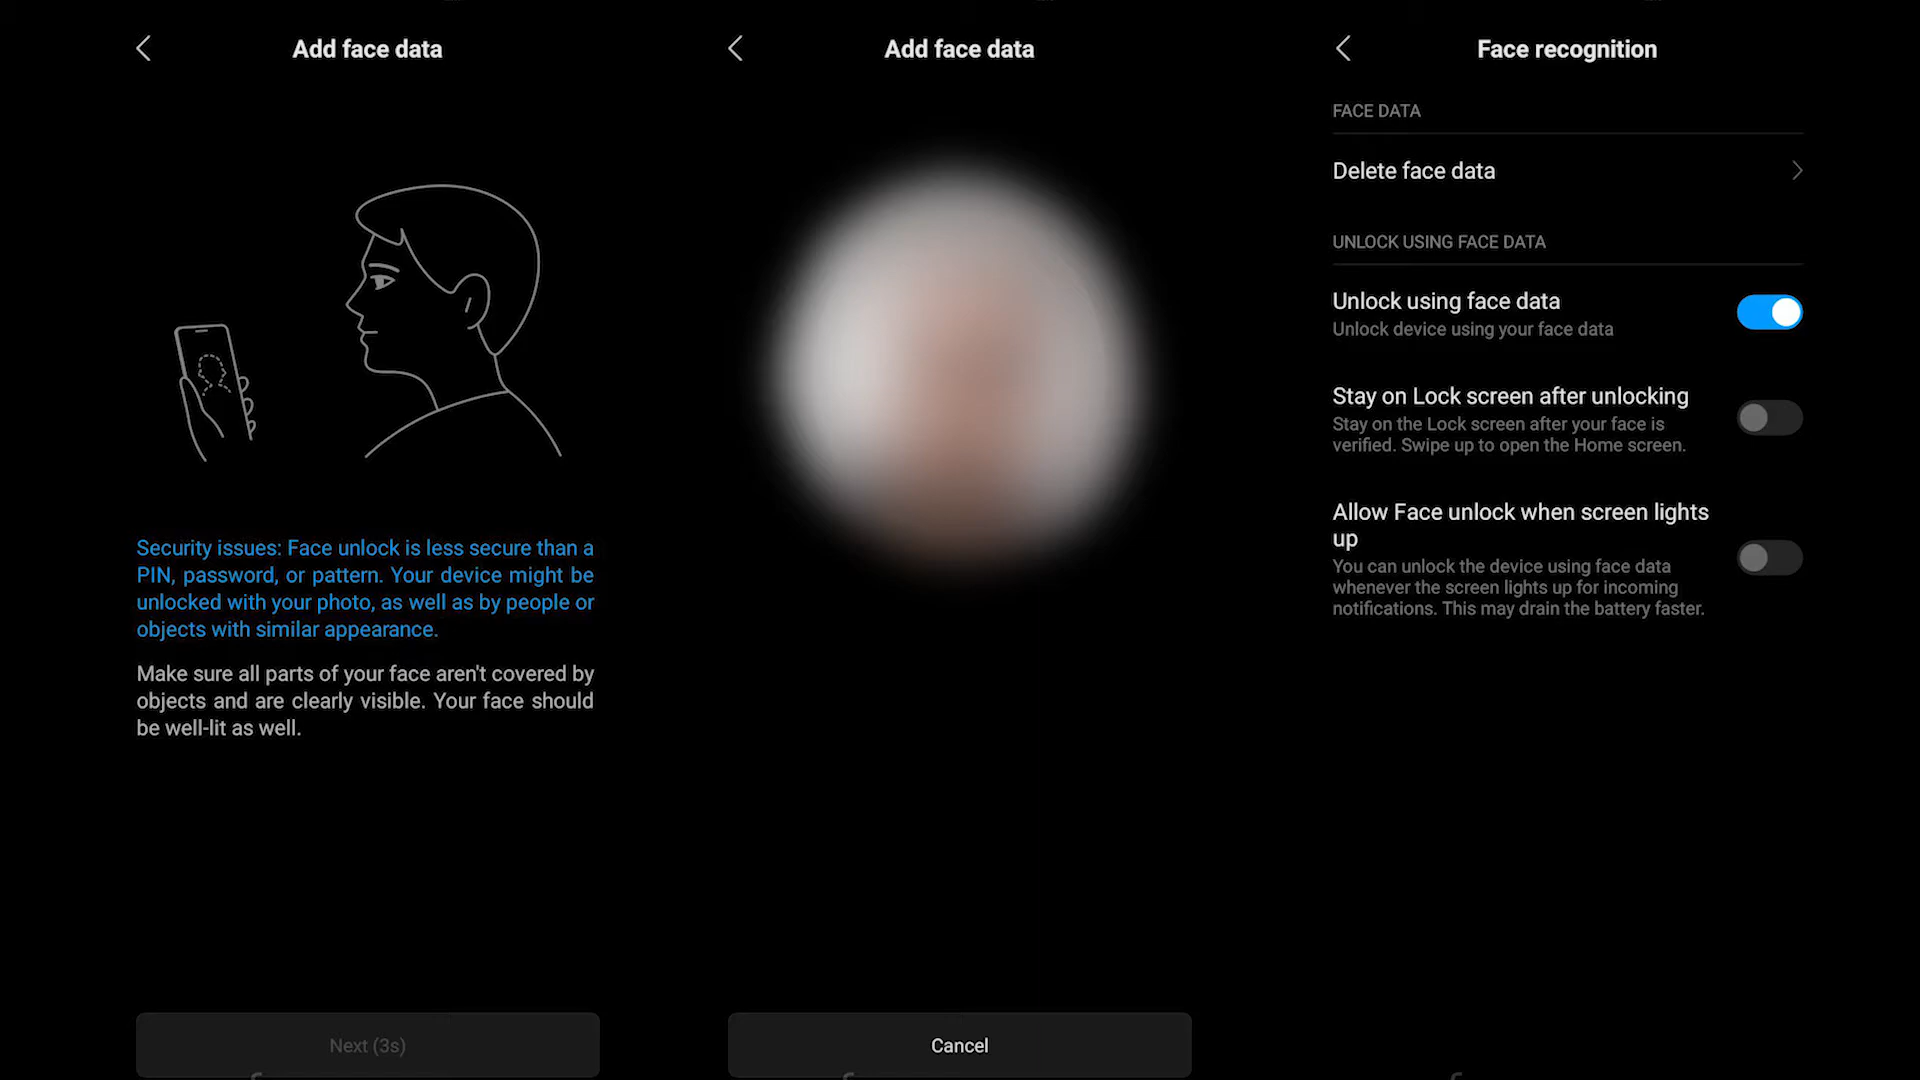 Add face data
Security issues: Face unlock is less secure than a
PIN, password, or pattern. Your device might be
unlocked with your photo, as well as by people or
objects with similar appearance.
Make sure all parts of your face aren't covered by
objects and are clearly visible. Your face should
be well-lit as well.
Next (3s)
Add face data
Cancel
Face recognition
FACE DATA
Delete face data
UNLOCK USING FACE DATA
Unlock using face data
Unlock device using your face data
Stay on Lock screen after unlocking
Stay on the Lock screen after your face is
verified. Swipe up to open the Home screen.
Allow Face unlock when screen lights
up
You can unlock the device using face data
whenever the screen lights up for incoming
notifications. This may drain the battery faster.